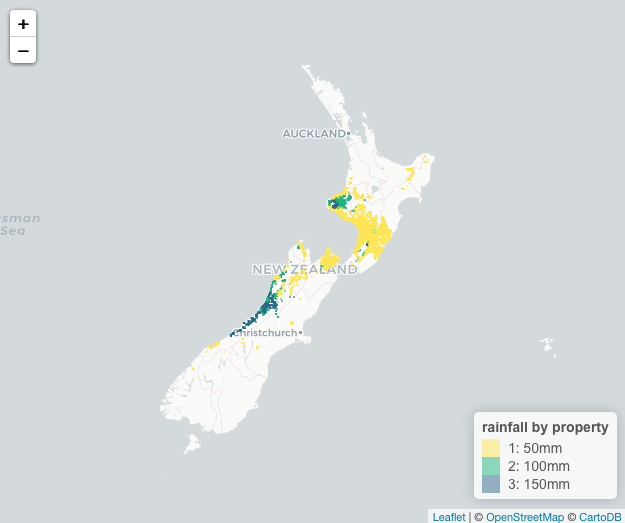 +
−
AUCKLAND
sman
Sea
NEW ZEALAND
Christchurch
rainfall by property
1: 50mm
2: 100mm
3: 150mm
Leaflet | © OpenStreetMap © CartoDB